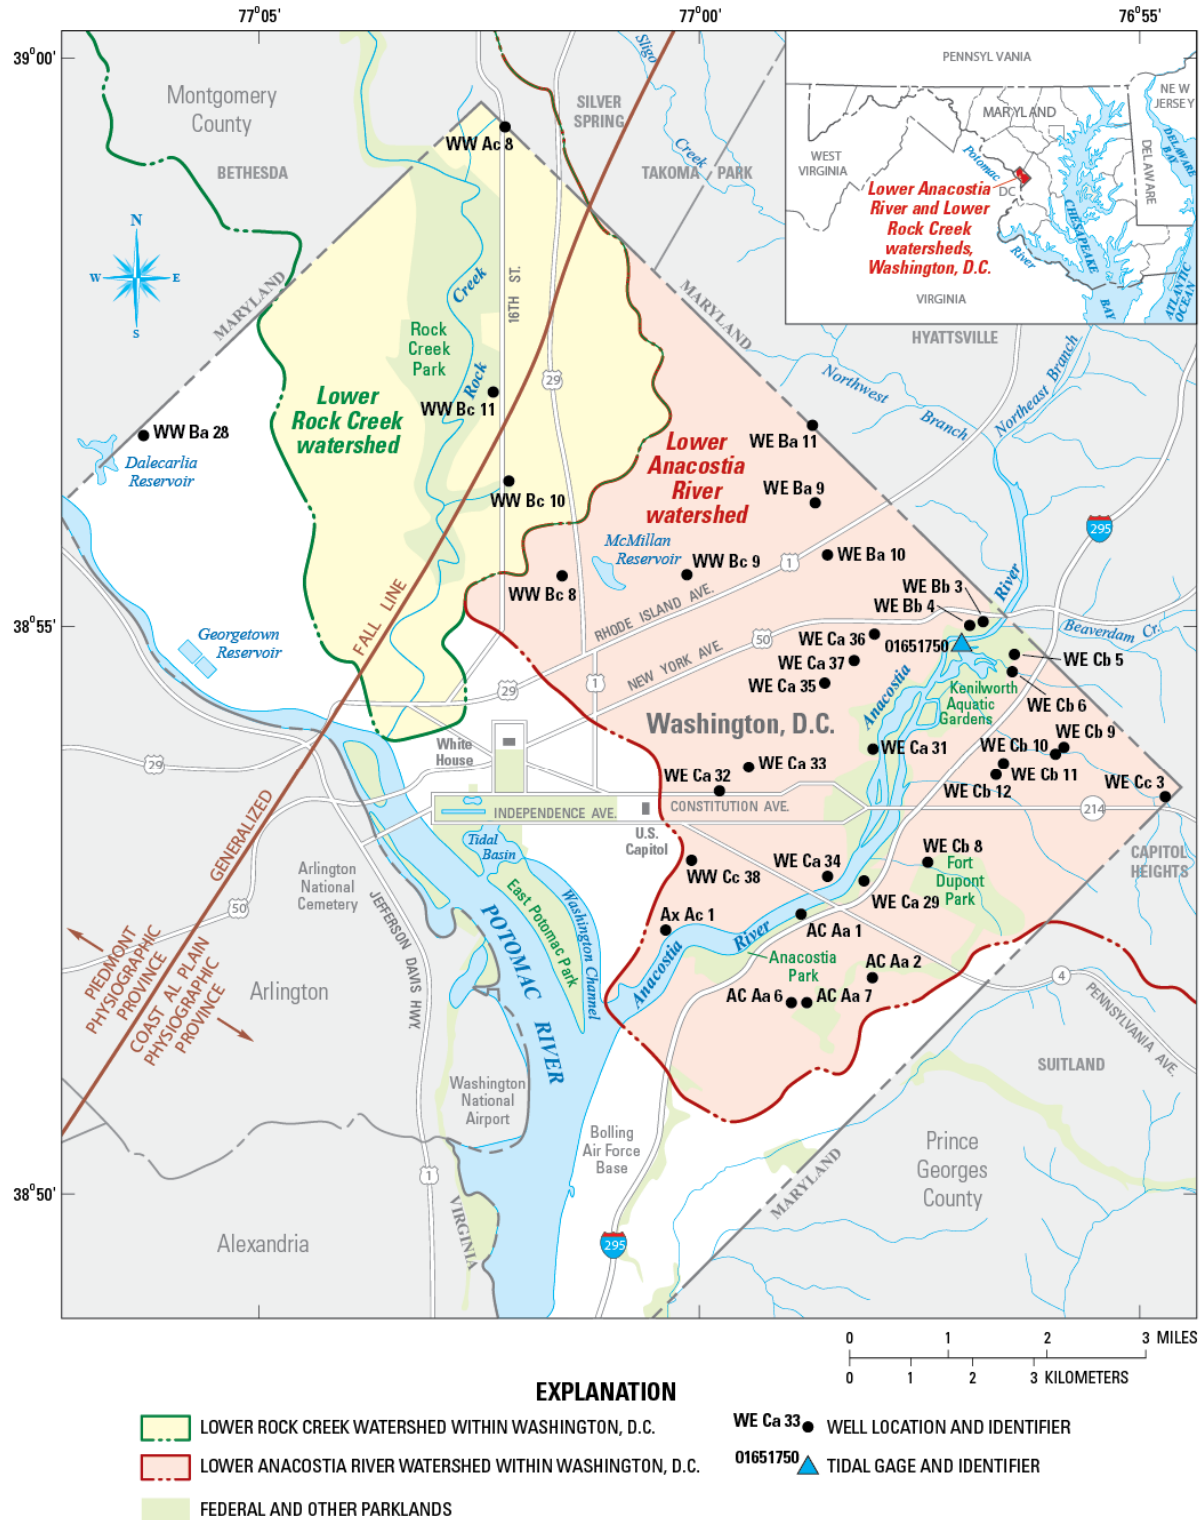 77°05'
77°00'
76°55'
39°00'
38°55'
38°50'
Montgomery
County
BETHESDA
N
W
E
S
MARYLAND
WW Ac 8
SILVER
SPRING
Sligo
Creek
TAKOMA PARK
MARYLAND
PENNSYL VANIA
NEW
JERSEY
MARYLAND
WEST
VIRGINIA
Potomac
River
DC
DELAWARE
DELAWARE
BAY
CHESAPEAKE
BAY
ATLANTIC
OCEAN
VIRGINIA
Lower Anacostia
River and Lower
Rock Creek
watersheds,
Washington, D.C.
HYATTSVILLE
Northwest
Branch
Northeast Branch
Creek
Rock
16TH ST.
Rock
Creek
Park
29
WW Bc 11
Lower
Rock Creek
watershed
WW Ba 28
Dalecarlia
Reservoir
WW Bc 10
Lower
Anacostia
River
watershed
WE Ba 11
WE Ba 9
295
McMillan
Reservoir
WW Bc 9
WW Bc 8
1
WE Ba 10
RHODE ISLAND AVE.
FALL LINE
GENERALIZED
WE Bb 3
WE Bb 4
River
Beaverdam Cr.
Georgetown
Reservoir
50
NEW YORK AVE.
WE Ca 36
01651750
WE Ca 37
WE Ca 35
WE Cb 5
WE Cb 6
Kenilworth
Aquatic
Gardens
Anacostia
29
1
Washington, D.C.
White
House
WE Ca 31
WE Cb 9
WE Cb 10
WE Cb 11
WE Cb 12
WE Cc 3
WE Ca 33
WE Ca 32
29
CONSTITUTION AVE.
INDEPENDENCE AVE.
214
U.S.
Capitol
Tidal
Basin
WE Cb 8
Fort
Dupont
Park
CAPITOL
HEIGHTS
WE Ca 34
WE Ca 29
WW Cc 38
Arlington
National
Cemetery
50
JEFFERSON DAVIS HWY.
East Potomac Park
Washington Channel
POTOMAC
RIVER
Ax Ac 1
Anacostia
River
AC Aa 1
Anacostia
Park
AC Aa 2
AC Aa 6
AC Aa 7
PIEDMONT
PHYSIOGRAPHIC
PROVINCE
COAST AL PLAIN
PHYSIOGRAPHIC
PROVINCE
Arlington
4
PENNSYLVANIA AVE.
SUITLAND
Washington
National
Airport
Bolling
Air Force
Base
MARYLAND
Prince
Georges
County
1
VIRGINIA
Alexandria
295
0 1 2 3 MILES
0 1 2 3 KILOMETERS
EXPLANATION
LOWER ROCK CREEK WATERSHED WITHIN WASHINGTON, D.C.
LOWER ANACOSTIA RIVER WATERSHED WITHIN WASHINGTON, D.C.
FEDERAL AND OTHER PARKLANDS
WE Ca 33 WELL LOCATION AND IDENTIFIER
01651750 TIDAL GAGE AND IDENTIFIER